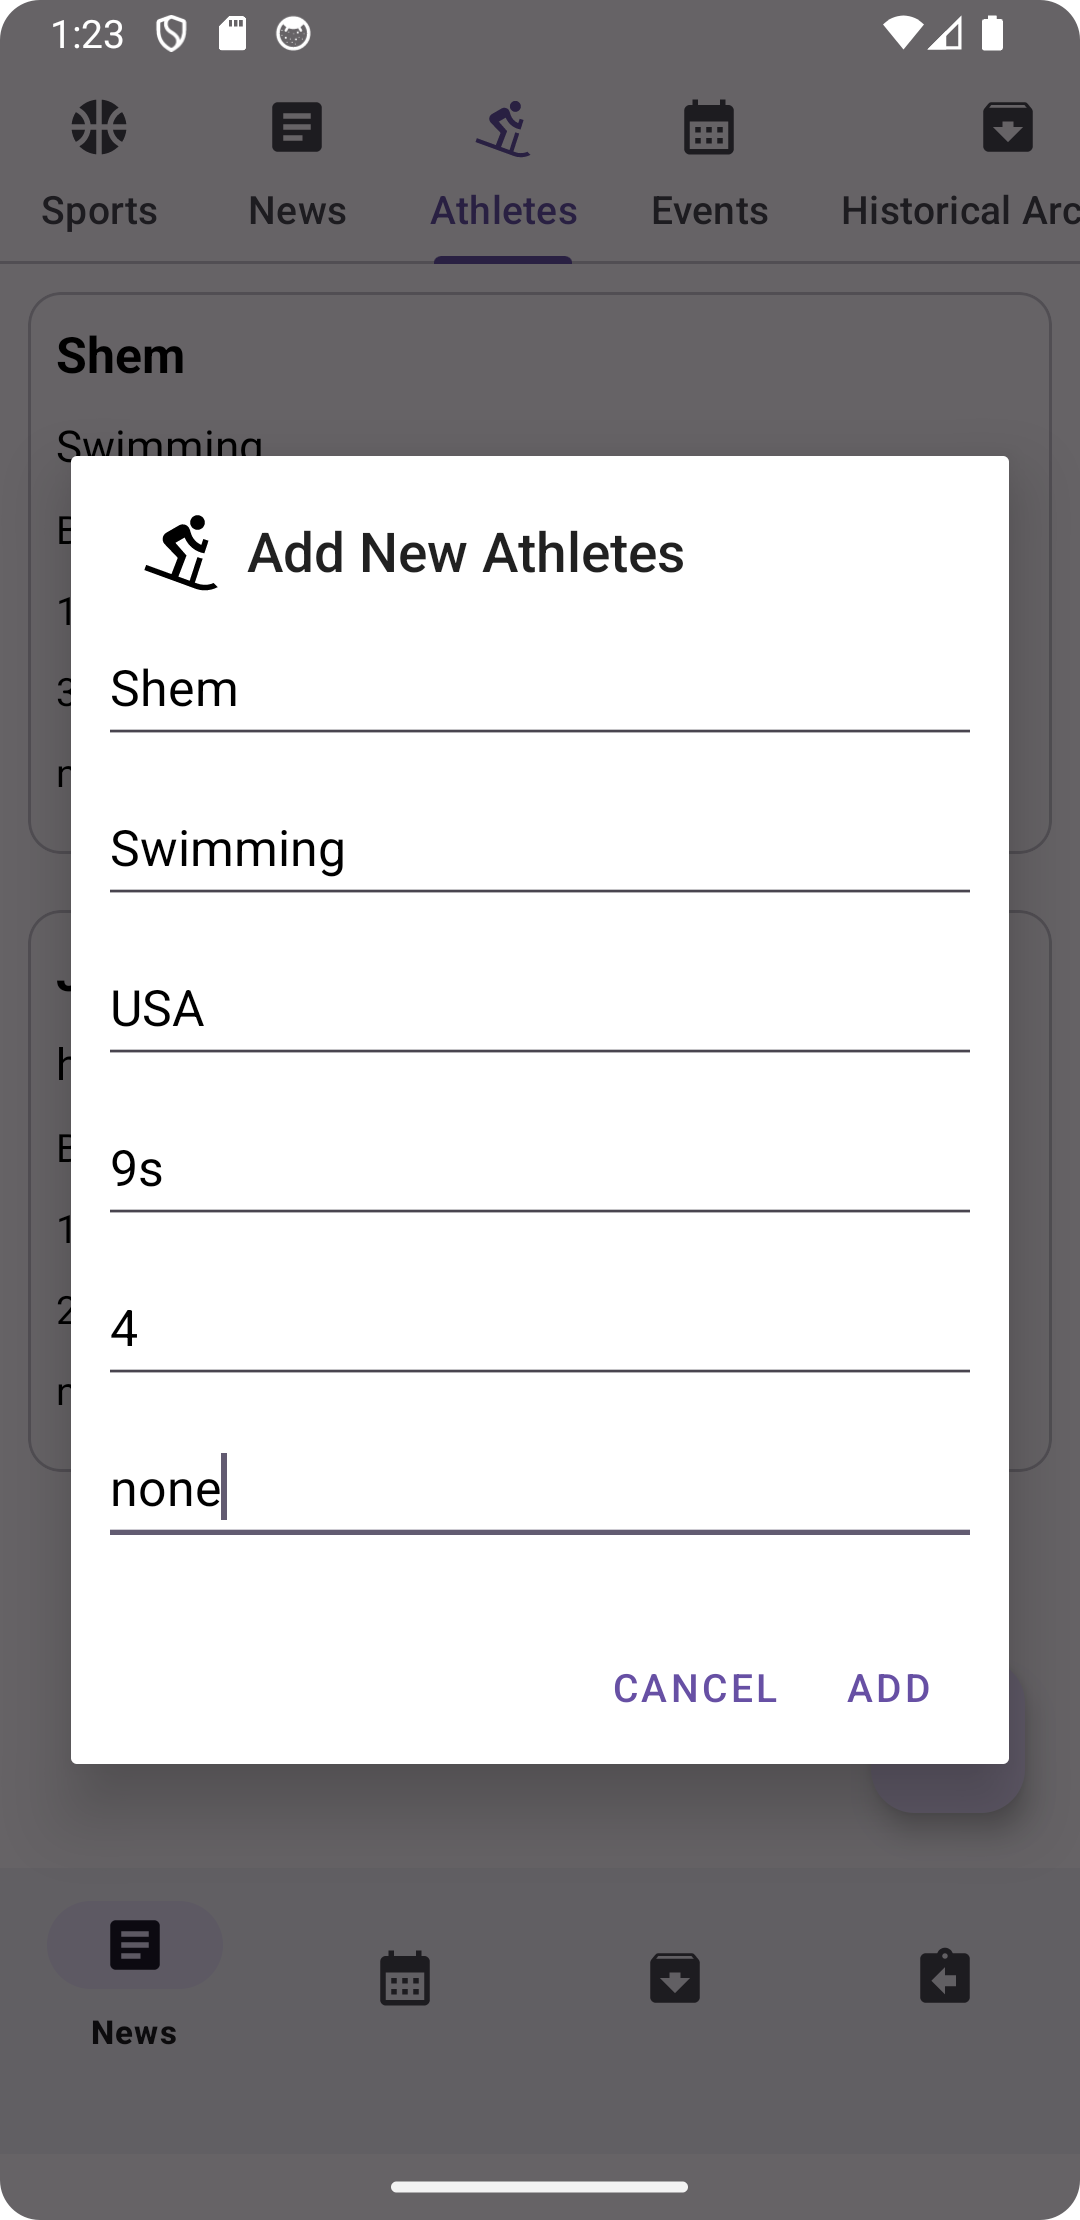 1:23
Sports
News
Athletes
Events
Historical Arc
Shem
Swimming
Add New Athletes
Shem
Swimming
USA
9s
4
none
CANCEL
ADD
News